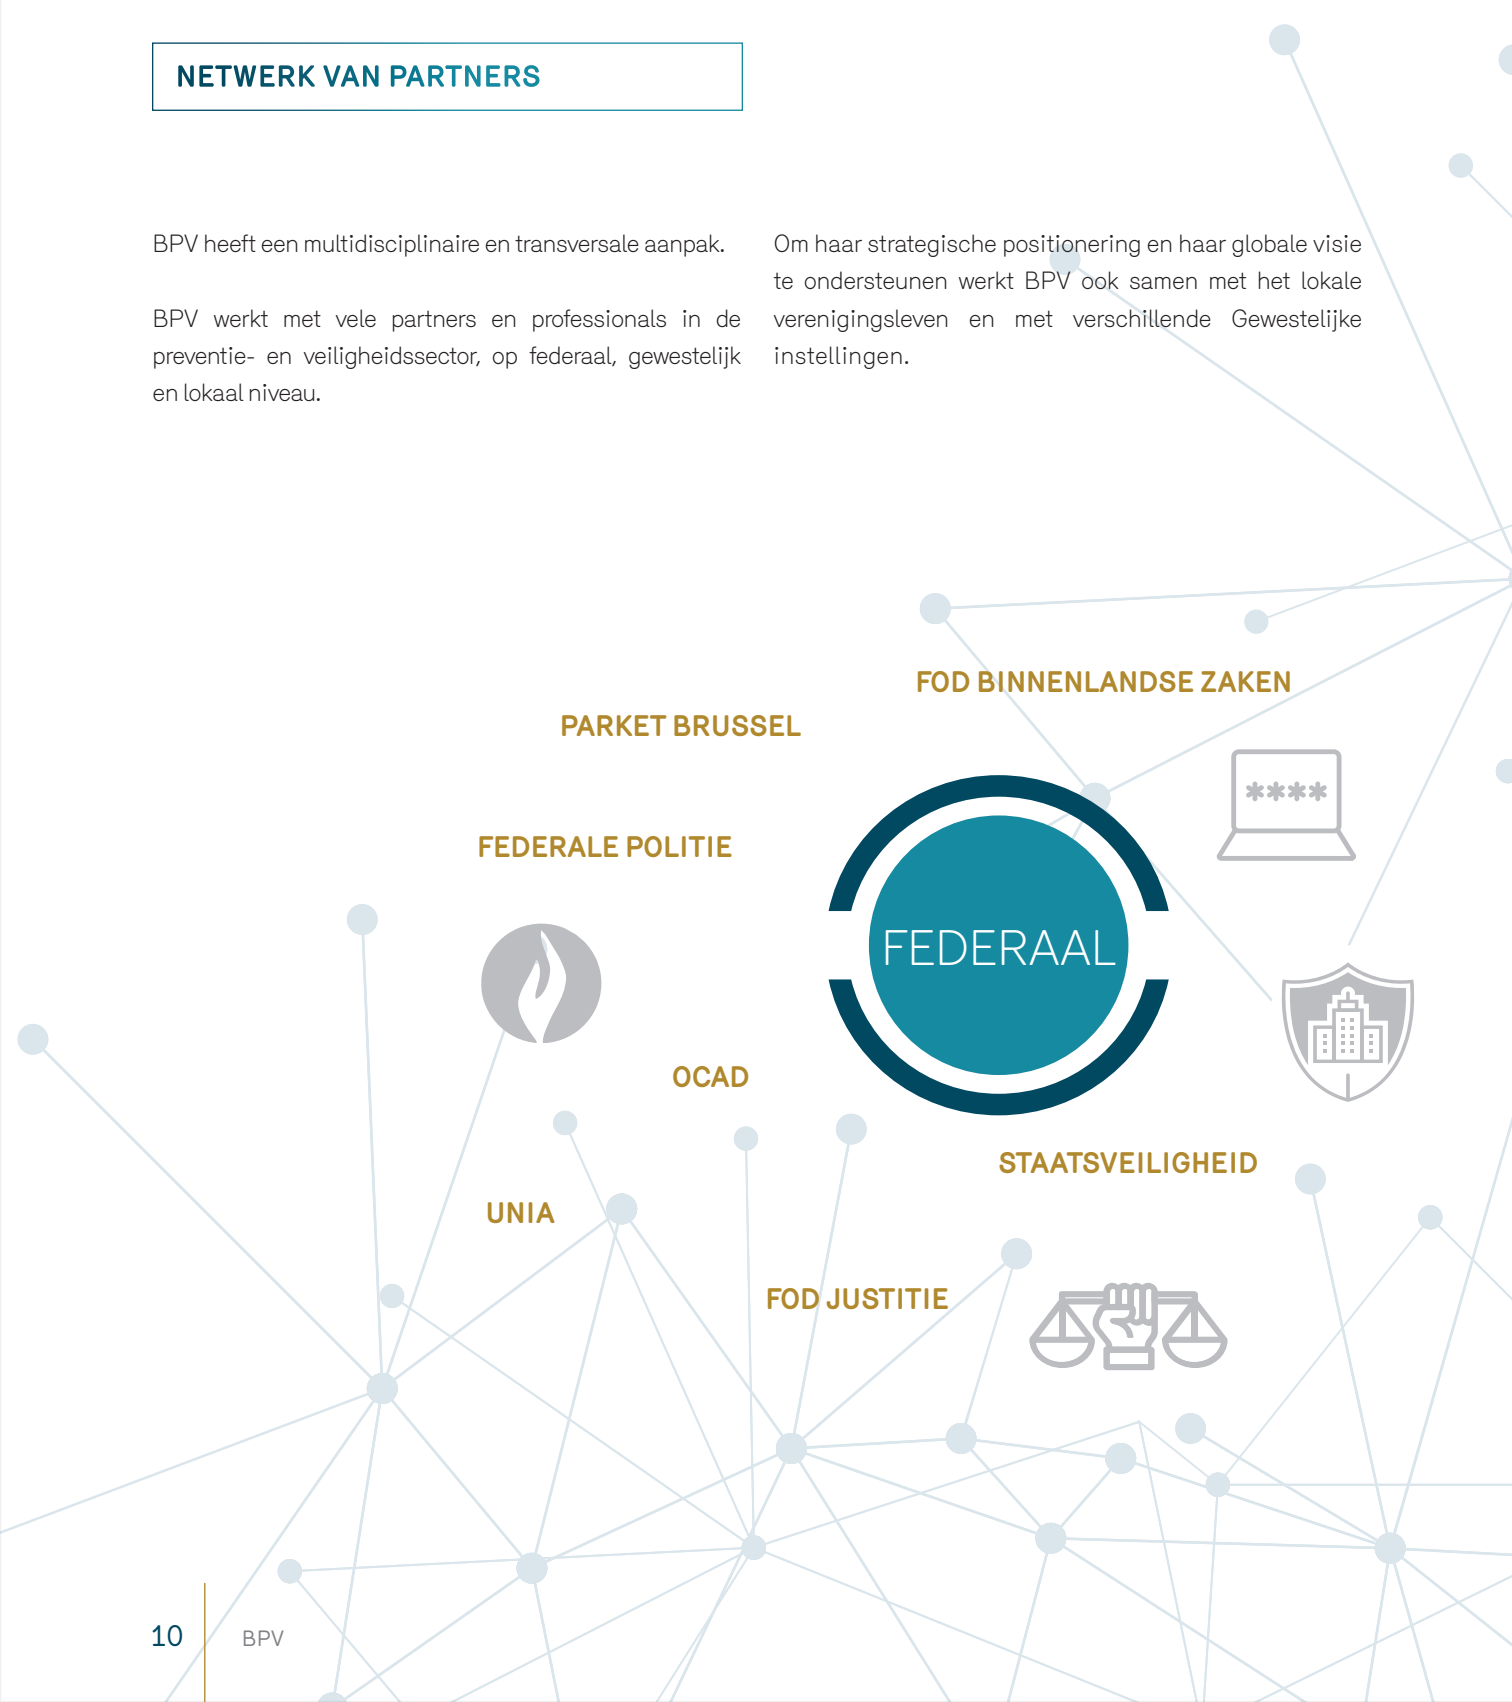 NETWERK VAN PARTNERS
BPV heeft een multidisciplinaire en transversale aanpak.
BPV werkt met vele partners en professionals in de
preventie- en veiligheidssector, op federaal, gewestelijk
en lokaal niveau.
Om haar strategische positionering en haar globale visie
te ondersteunen werkt BPV ook samen met het lokale
verenigingsleven en met verschillende Gewestelijke
instellingen.
FOD BINNENLANDSE ZAKEN
PARKET BRUSSEL
****
FEDERALE POLITIE
FEDERAAL
OCAD
STAATSVEILIGHEID
UNIA
FOD JUSTITIE
10
BPV